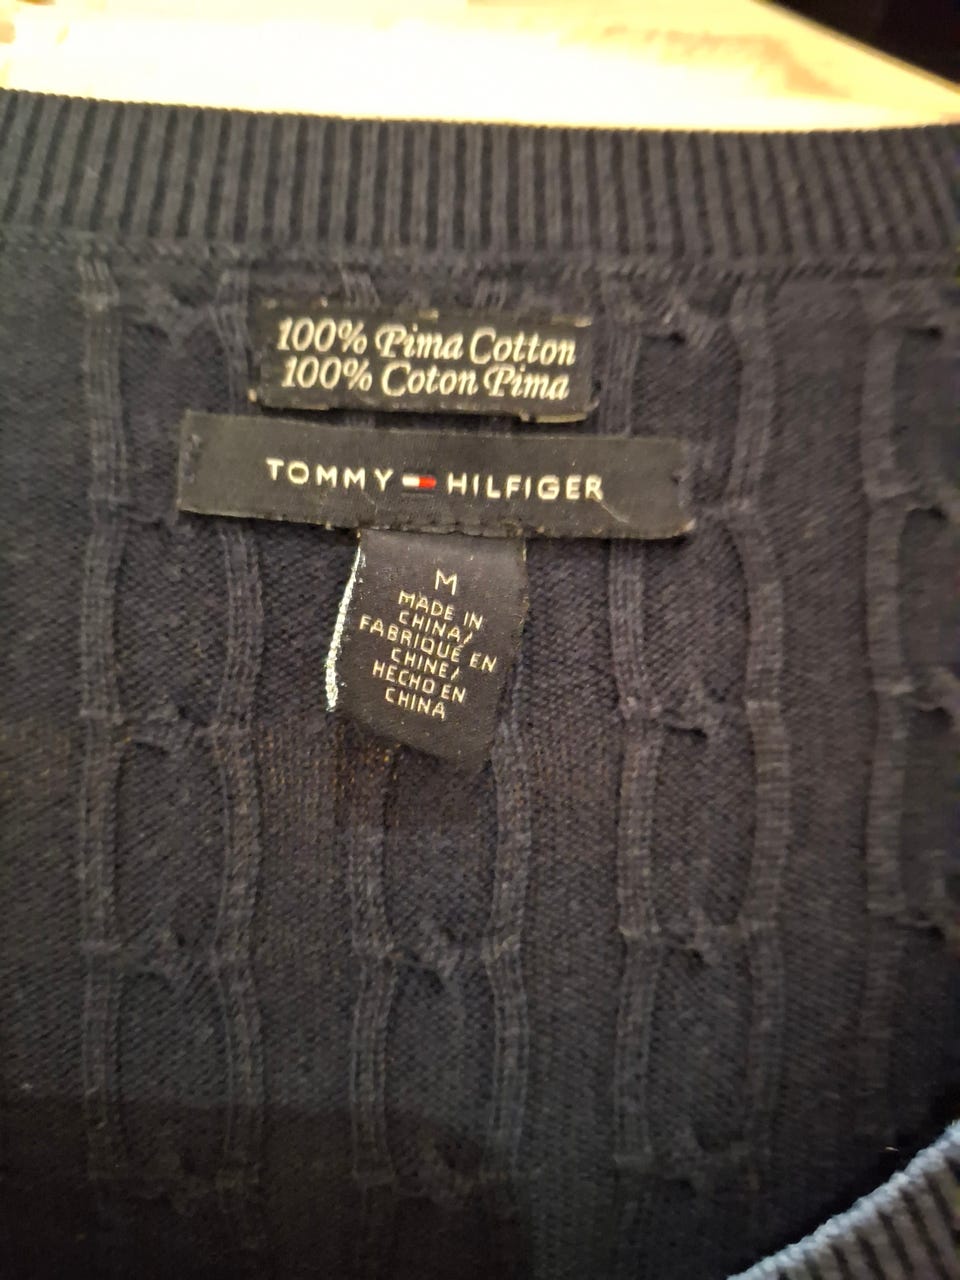 100% Pima Cotton
100% Coton Pima
TOMMY HILFIGER
M
MADE IN
CHINA/
FABRIQUÉ EN
CHINE/
HECHO EN
CHINA